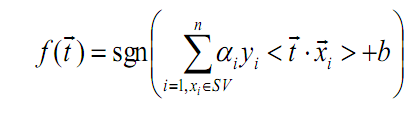 f(t⃗) = sgn( ∑_{i=1, x_i∈SV}^{n} α_i y_i < t⃗ · x⃗_i > +b )